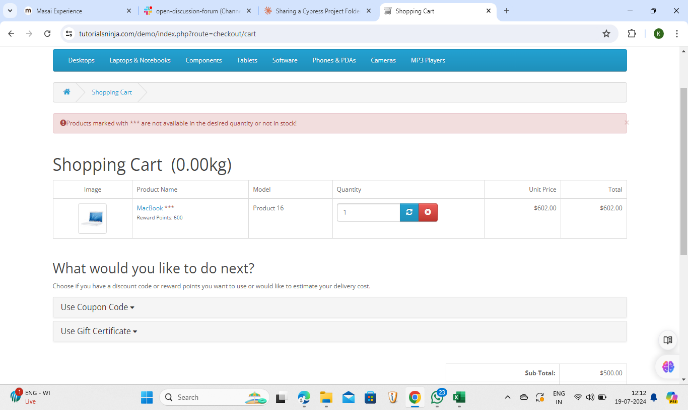 Masai Experience
open-discussion-forum (Chann
Sharing a Cypress Project Folde
Shopping Cart
tutorialsninja.com/demo/index.php?route=checkout/cart
K
Desktops Laptops & Notebooks Components Tablets Software Phones & PDAs Cameras MP3 Players
Shopping Cart
Products marked with *** are not available in the desired quantity or not in stock!
Shopping Cart (0.00kg)
Image Product Name Model Quantity Unit Price Total
MacBook *** Product 16 1 $602.00 $602.00
Reward Points: 600
What would you like to do next?
Choose if you have a discount code or reward points you want to use or would like to estimate your delivery cost.
Use Coupon Code
Use Gift Certificate
Sub Total: $500.00
1
ENG - WI
Live
Search
23
ENG
IN
12:12
19-07-2024